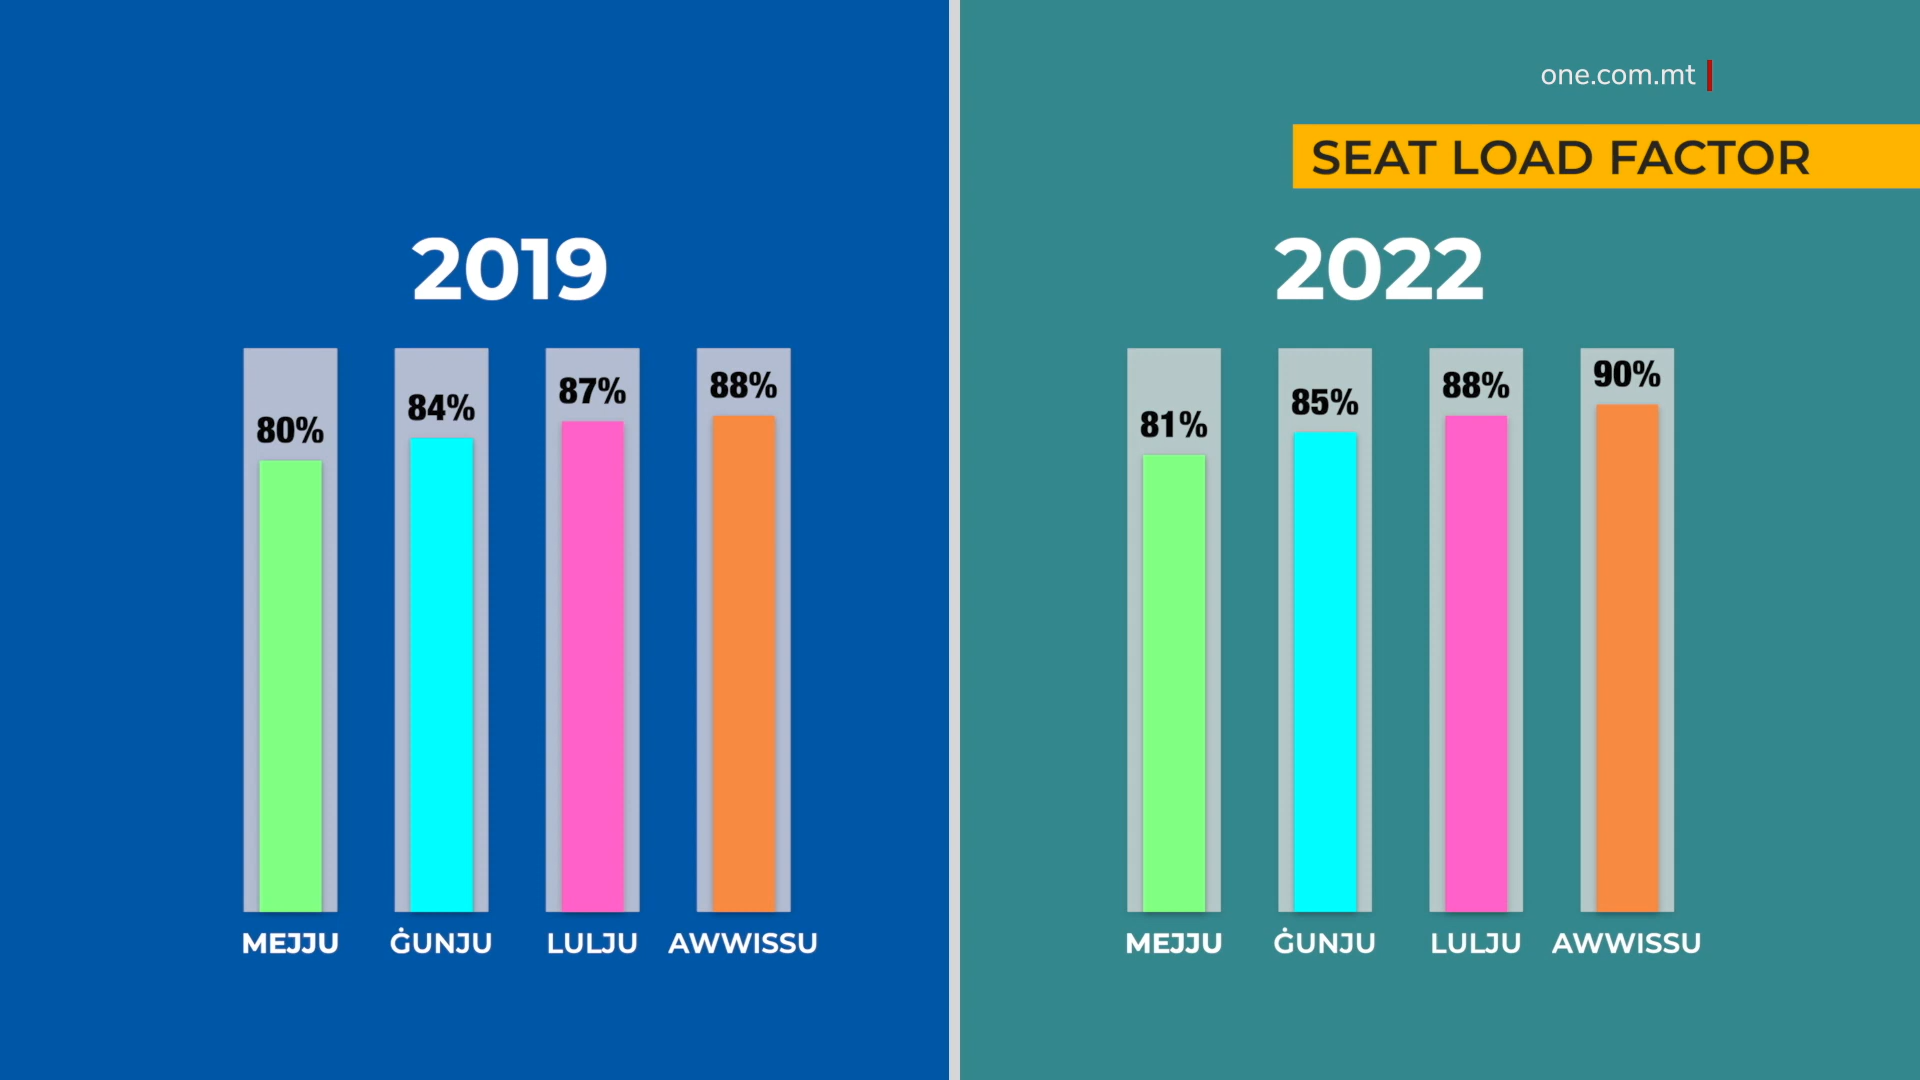 one.com.mt
SEAT LOAD FACTOR
2019
80%
84%
87%
88%
MEJJU
ĠUNJU
LULJU
AWWISSU
2022
81%
85%
88%
90%
MEJJU
ĠUNJU
LULJU
AWWISSU